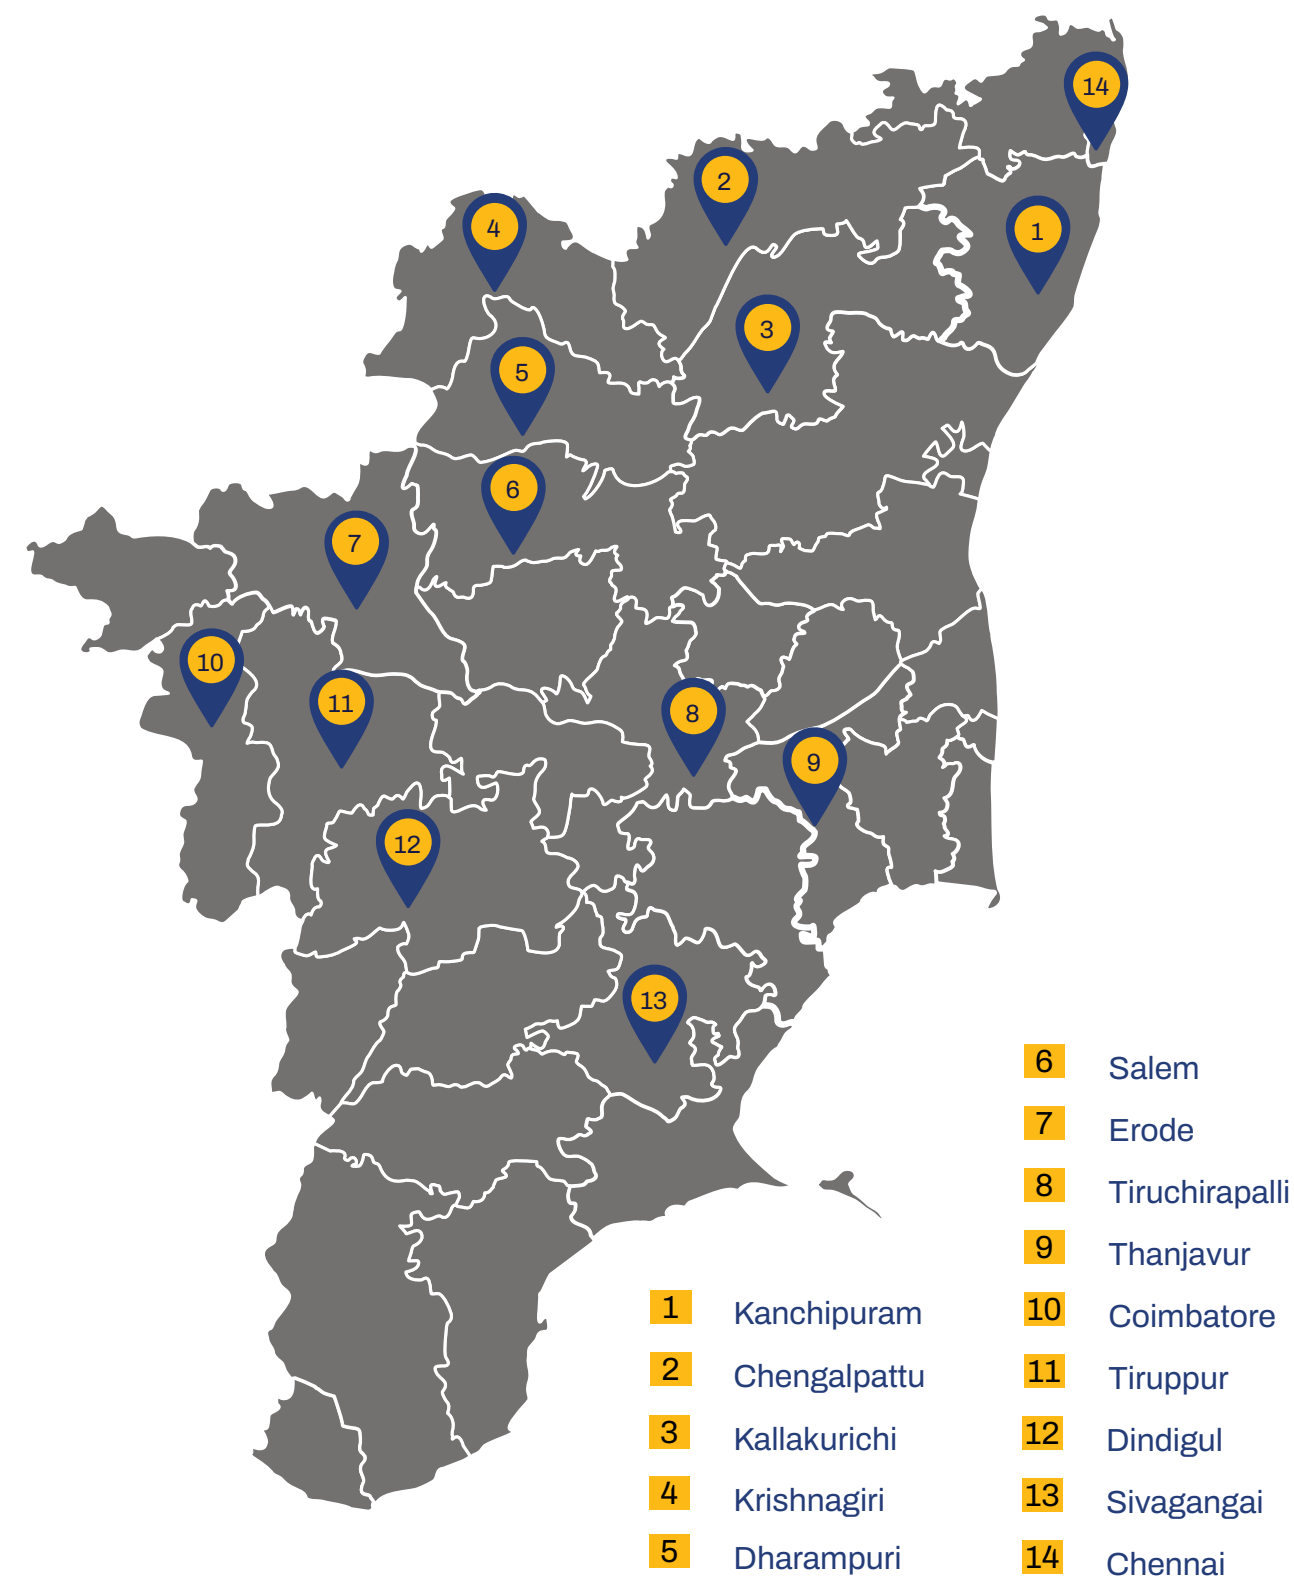 14
2
1
4
3
5
6
7
10
11
8
9
12
13
1 Kanchipuram
2 Chengalpattu
3 Kallakurichi
4 Krishnagiri
5 Dharampuri
6 Salem
7 Erode
8 Tiruchirapalli
9 Thanjavur
10 Coimbatore
11 Tiruppur
12 Dindigul
13 Sivagangai
14 Chennai